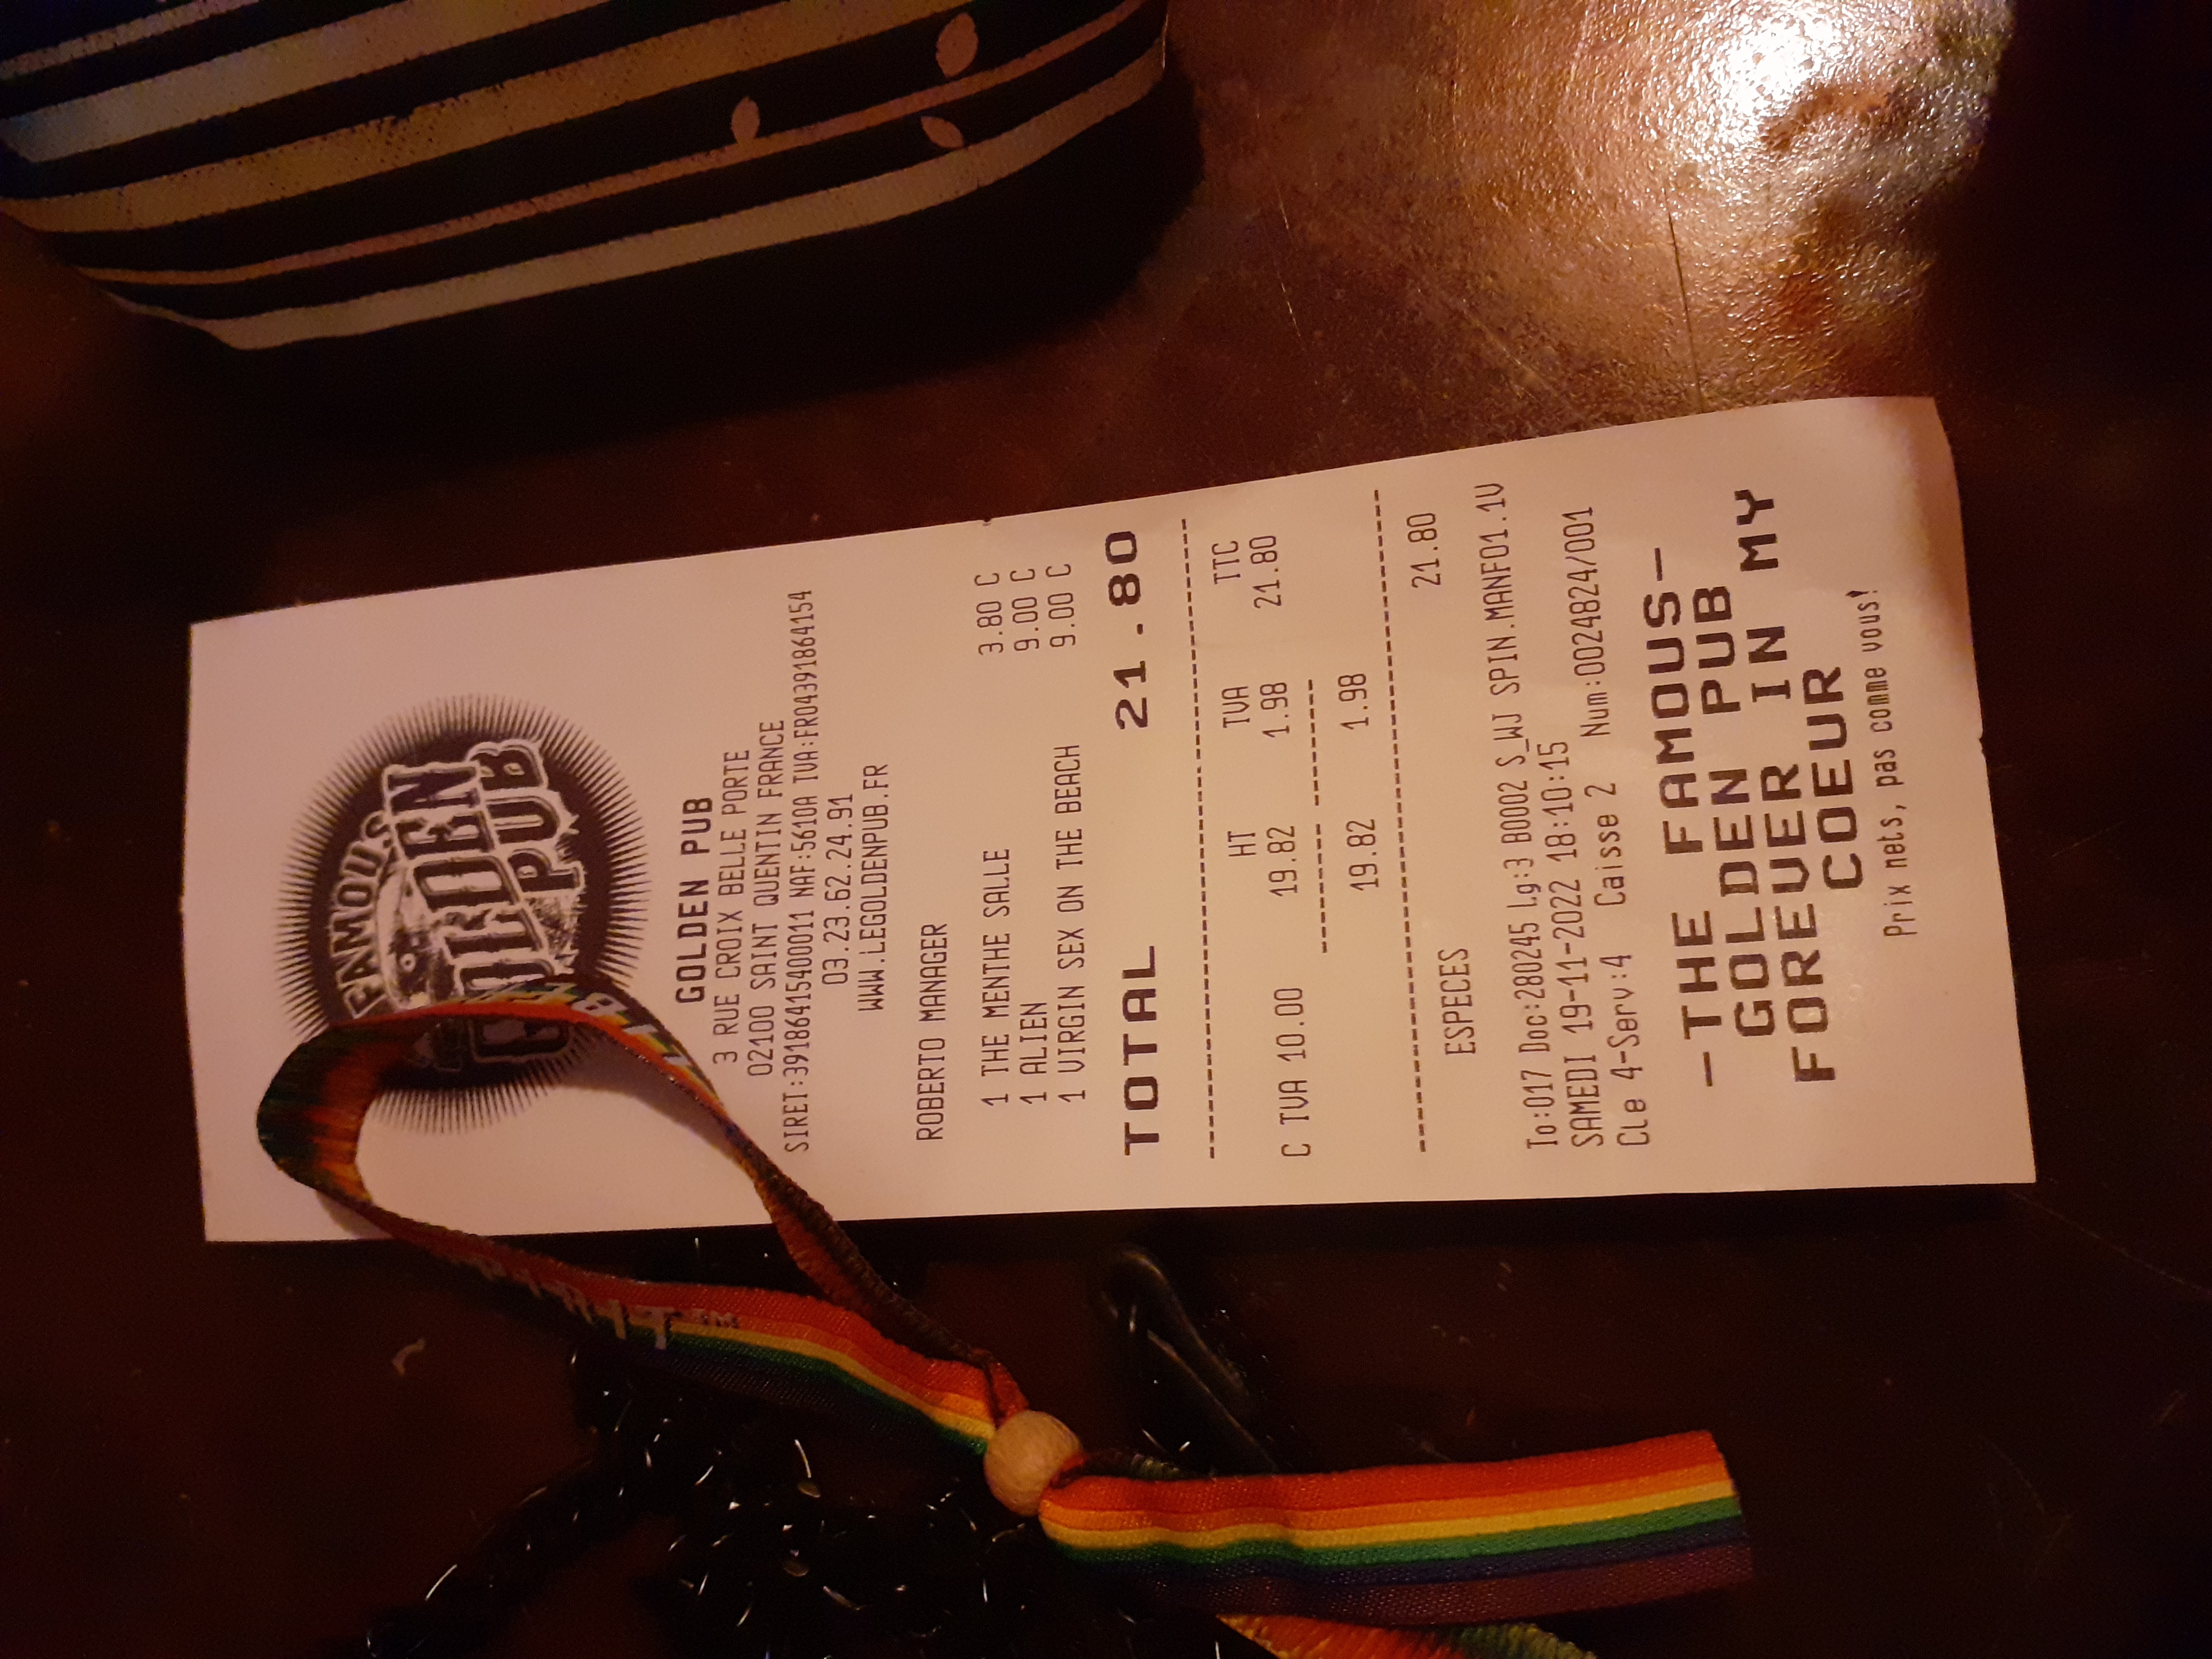 FAMOUS
GOLDEN
PUB
GOLDEN PUB
3 RUE CROIX BELLE PORTE
02100 SAINT QUENTIN FRANCE
SIRET:39186415400011 NAF:5610A TVA:FR04391864154
03.23.62.24.91
WWW.LEGOLDENPUB.FR
ROBERTO MANAGER
1 THE MENTHE SALLE 3.80 C
1 ALIEN 9.00 C
1 VIRGIN SEX ON THE BEACH 9.00 C
TOTAL 21.80
HT TVA TTC
C TVA 10.00 19.82 1.98 21.80
19.82 1.98
ESPECES 21.80
To:017 Doc:280245 Lg:3 B0002 S_WJ SPIN.MANF01.1V
SAMEDI 19-11-2022 18:10:15
Cle 4-Serv:4 Caisse 2 Num:0024824/001
-THE FAMOUS-
GOLDEN PUB
FOREVER IN MY
COEUR
Prix nets, pas comme vous!